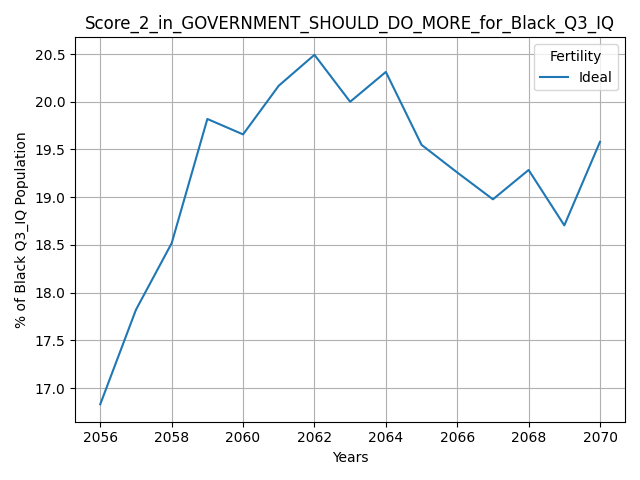 Score_2_in_GOVERNMENT_SHOULD_DO_MORE_for_Black_Q3_IQ
Fertility
Ideal
% of Black Q3_IQ Population
20.5
20.0
19.5
19.0
18.5
18.0
17.5
17.0
2056 2058 2060 2062 2064 2066 2068 2070
Years